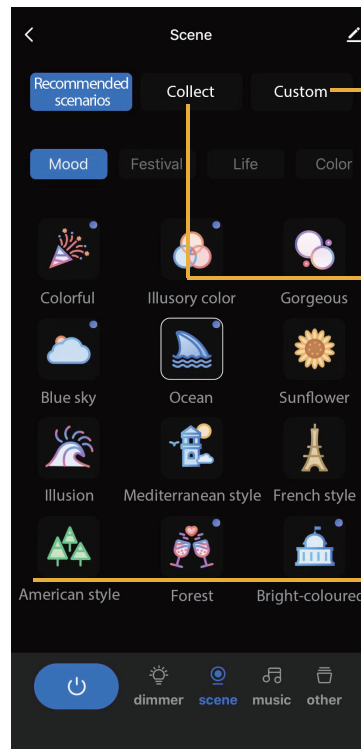 Scene
Recommended
scenarios
Collect
Custom
Mood
Festival
Life
Color
Colorful
Illusory color
Gorgeous
Blue sky
Ocean
Sunflower
Illusion
Mediterranean style
French style
American style
Forest
Bright-coloured
dimmer
scene
music
other